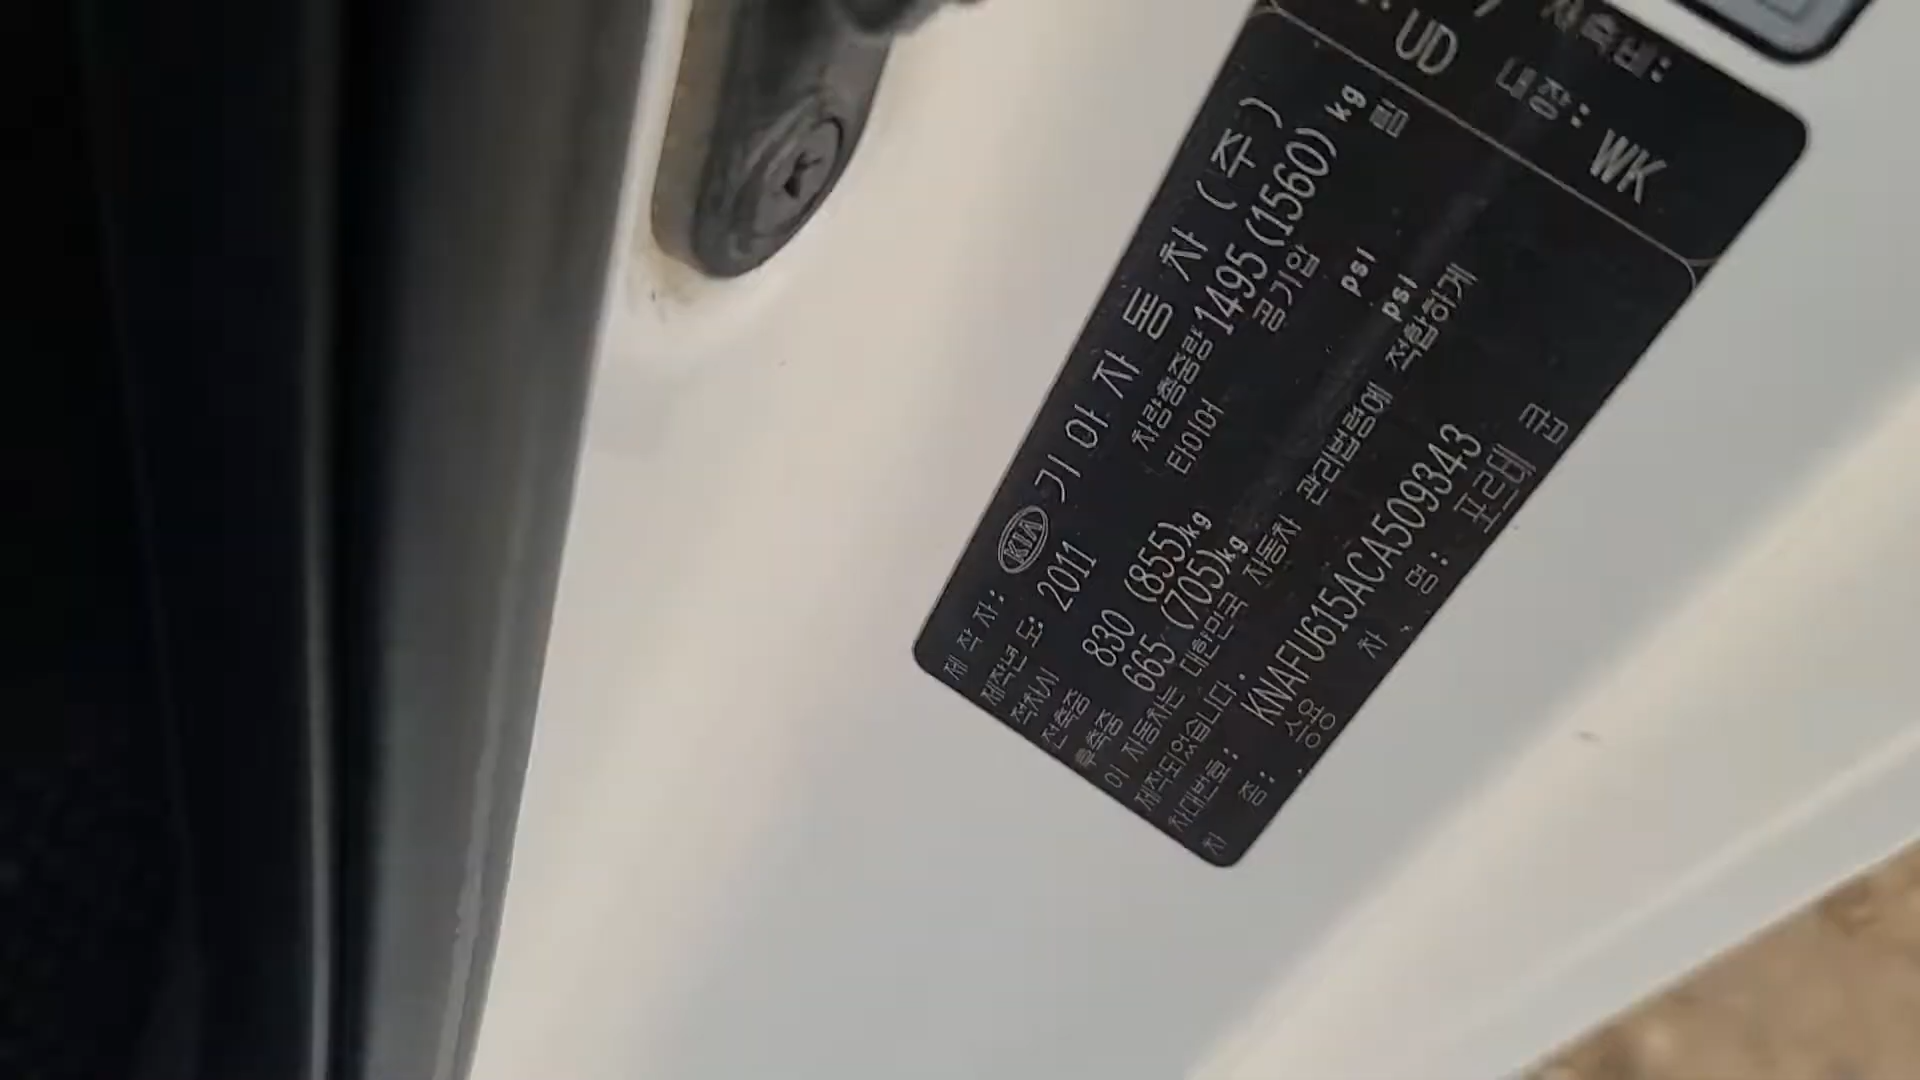 제 작 자: KIA 기 아 자 동 차 ( 주 )
제작년 도: 2011 차량총중량 1495 (1560) kg
적차시 타이어 공기압 림
전축중 830 (855)kg psi
후축중 665 (705)kg psi
이 자동차는 대한민국 자동차 관리법령에 적합하게
제작되었습니다.
차대번호: KNAFU615ACA509343
차 종: 승용 차 명: 포르테 쿱
UD 대장: WK